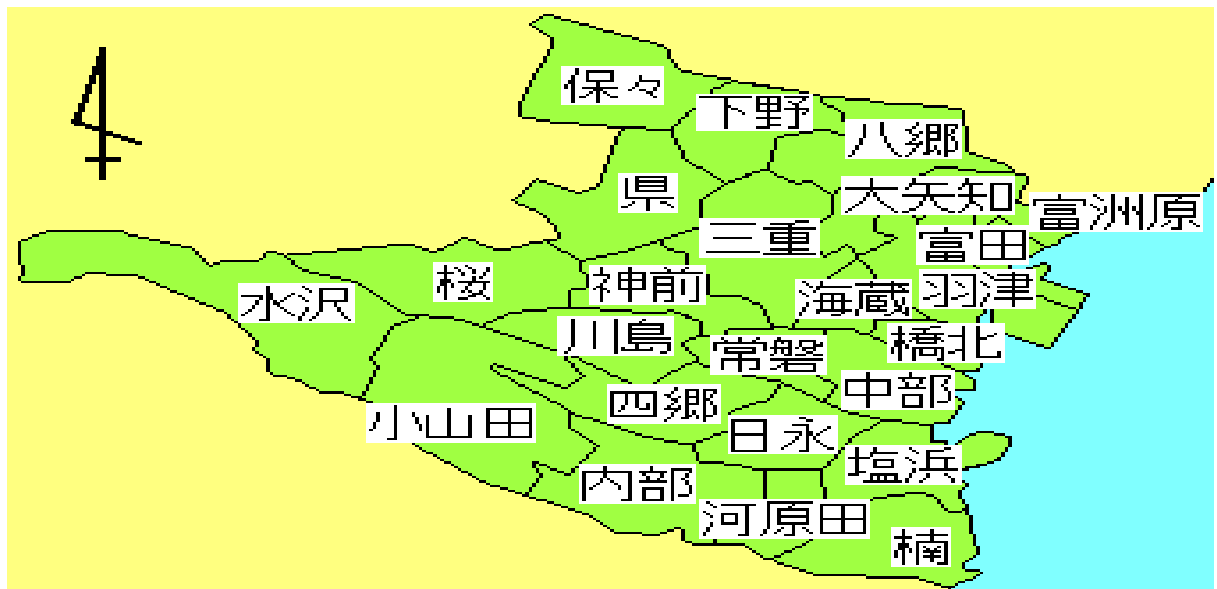 保々
下野
八郷
県
大矢知
富洲原
三重
富田
桜
神前
羽津
水沢
海蔵
川島
常磐
橋北
四郷
中部
小山田
日永
塩浜
内部
河原田
楠